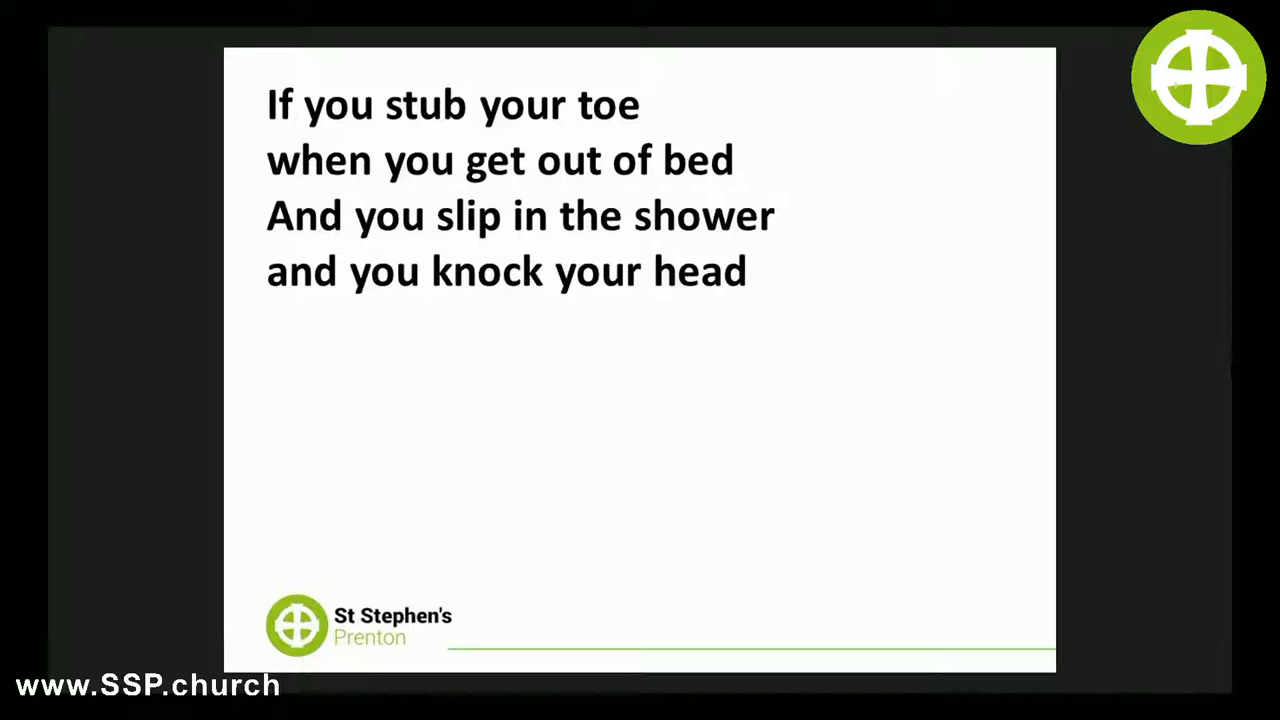 If you stub your toe
when you get out of bed
And you slip in the shower
and you knock your head
St Stephen's
Prenton
www.SSP.church